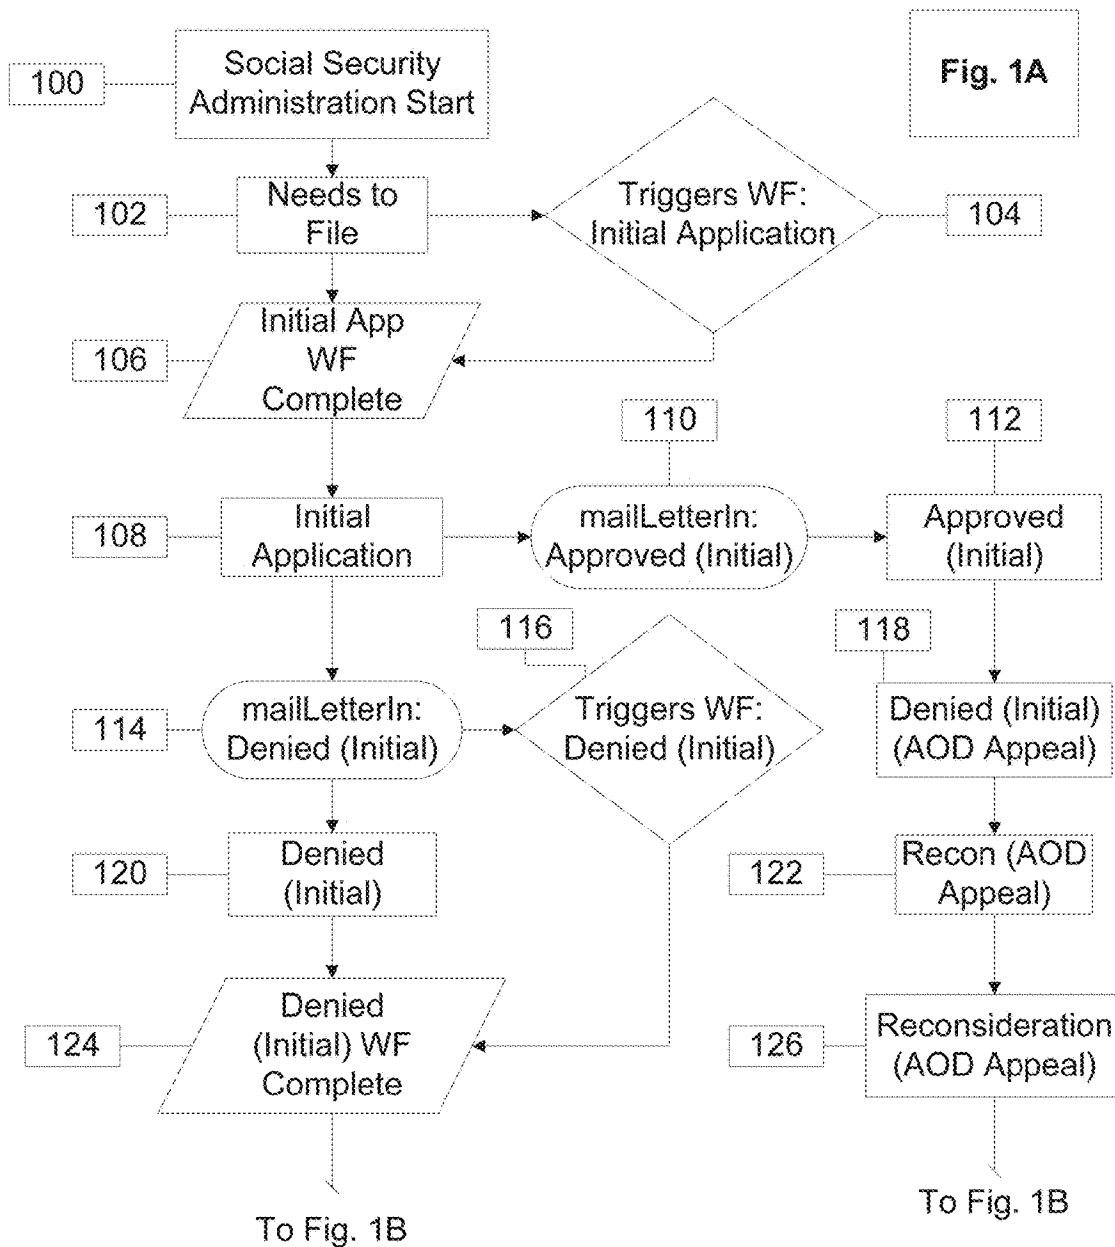 Fig. 1A
100
Social Security
Administration Start
102
Needs to
File
Triggers WF:
Initial Application
104
106
Initial App
WF
Complete
110
112
108
Initial
Application
mailLetterIn:
Approved (Initial)
Approved
(Initial)
116
118
114
mailLetterIn:
Denied (Initial)
Triggers WF:
Denied (Initial)
Denied (Initial)
(AOD Appeal)
120
Denied
(Initial)
122
Recon (AOD
Appeal)
124
Denied
(Initial) WF
Complete
126
Reconsideration
(AOD Appeal)
To Fig. 1B
To Fig. 1B